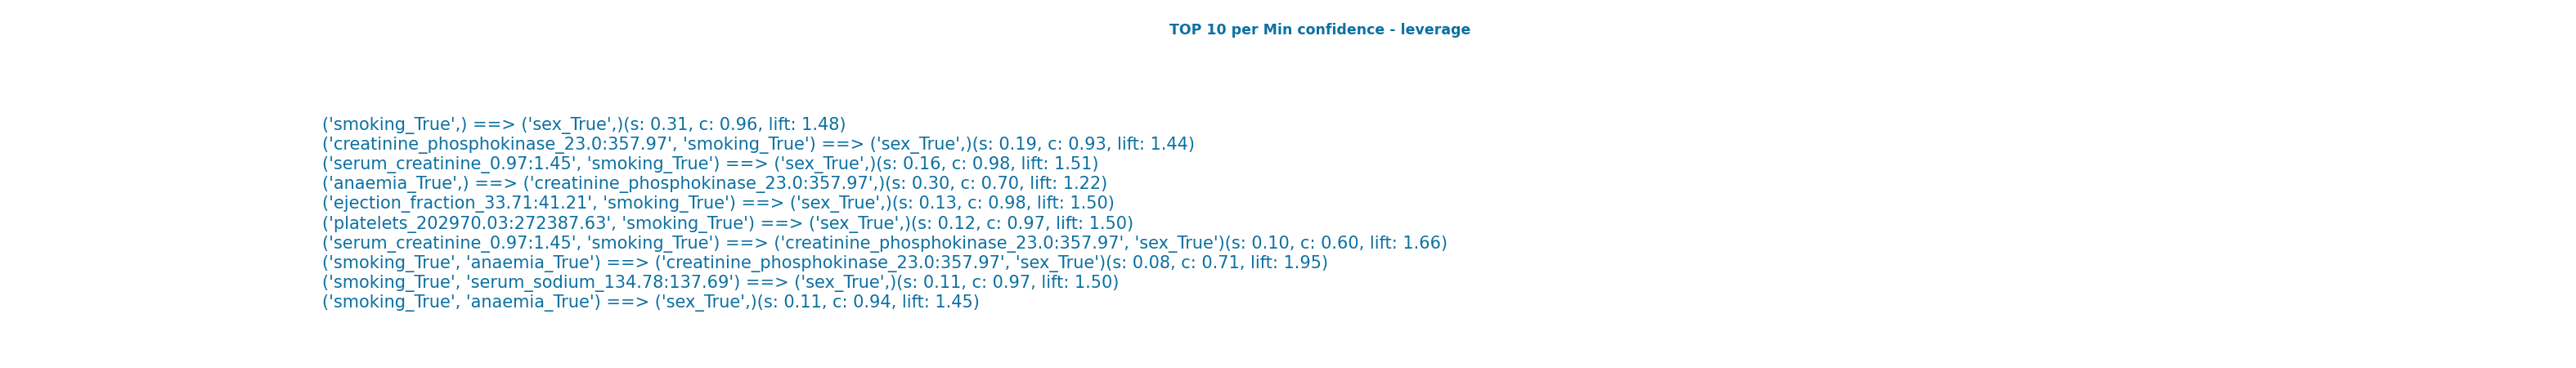 TOP 10 per Min confidence - leverage
('smoking_True',) ==> ('sex_True',)(s: 0.31, c: 0.96, lift: 1.48)
('creatinine_phosphokinase_23.0:357.97', 'smoking_True') ==> ('sex_True',)(s: 0.19, c: 0.93, lift: 1.44)
('serum_creatinine_0.97:1.45', 'smoking_True') ==> ('sex_True',)(s: 0.16, c: 0.98, lift: 1.51)
('anaemia_True',) ==> ('creatinine_phosphokinase_23.0:357.97',)(s: 0.30, c: 0.70, lift: 1.22)
('ejection_fraction_33.71:41.21', 'smoking_True') ==> ('sex_True',)(s: 0.13, c: 0.98, lift: 1.50)
('platelets_202970.03:272387.63', 'smoking_True') ==> ('sex_True',)(s: 0.12, c: 0.97, lift: 1.50)
('serum_creatinine_0.97:1.45', 'smoking_True') ==> ('creatinine_phosphokinase_23.0:357.97', 'sex_True')(s: 0.10, c: 0.60, lift: 1.66)
('smoking_True', 'anaemia_True') ==> ('creatinine_phosphokinase_23.0:357.97', 'sex_True')(s: 0.08, c: 0.71, lift: 1.95)
('smoking_True', 'serum_sodium_134.78:137.69') ==> ('sex_True',)(s: 0.11, c: 0.97, lift: 1.50)
('smoking_True', 'anaemia_True') ==> ('sex_True',)(s: 0.11, c: 0.94, lift: 1.45)